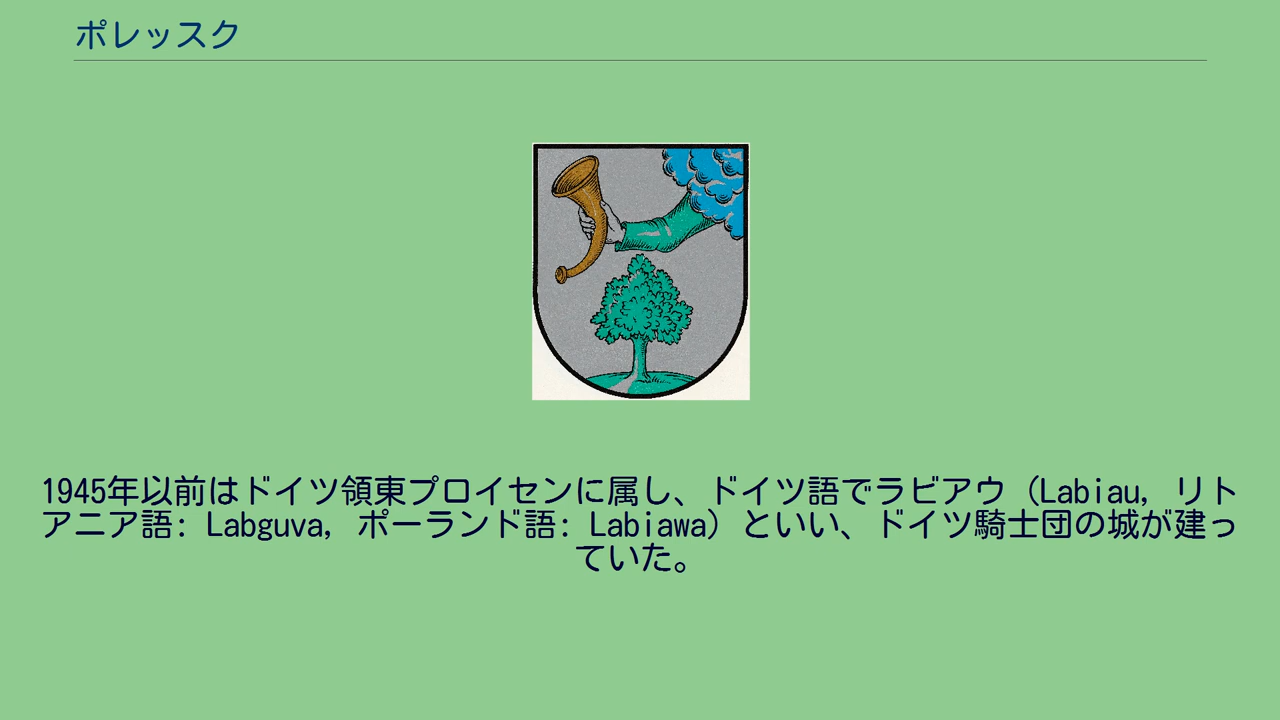 ポレッスク
1945年以前はドイツ領東プロイセンに属し、ドイツ語でラビアウ（Labiau, リト
アニア語: Labguva, ポーランド語: Labiawa）といい、ドイツ騎士団の城が建っ
ていた。